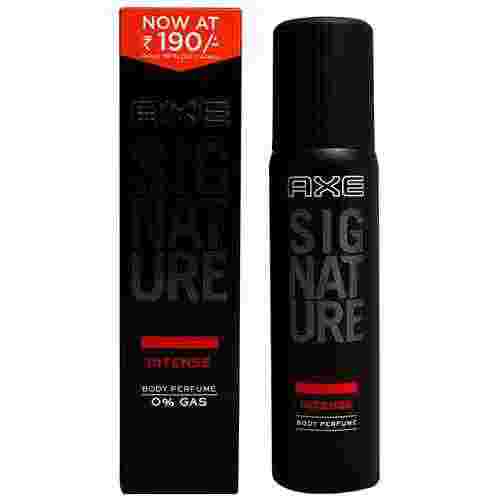 NOW AT
₹ 190/-
AXE
SIG
NAT
URE
INTENSE
BODY PERFUME
0% GAS
AXE
SIG
NAT
URE
INTENSE
BODY PERFUME